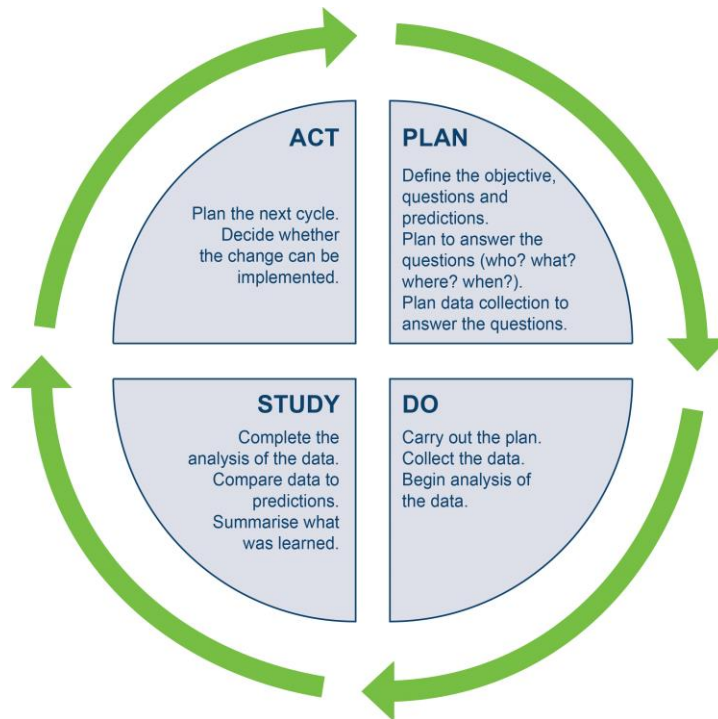 ACT
Plan the next cycle.
Decide whether
the change can be
implemented.
PLAN
Define the objective,
questions and
predictions.
Plan to answer the
questions (who? what?
where? when?).
Plan data collection to
answer the questions.
STUDY
Complete the
analysis of the data.
Compare data to
predictions.
Summarise what
was learned.
DO
Carry out the plan.
Collect the data.
Begin analysis of
the data.